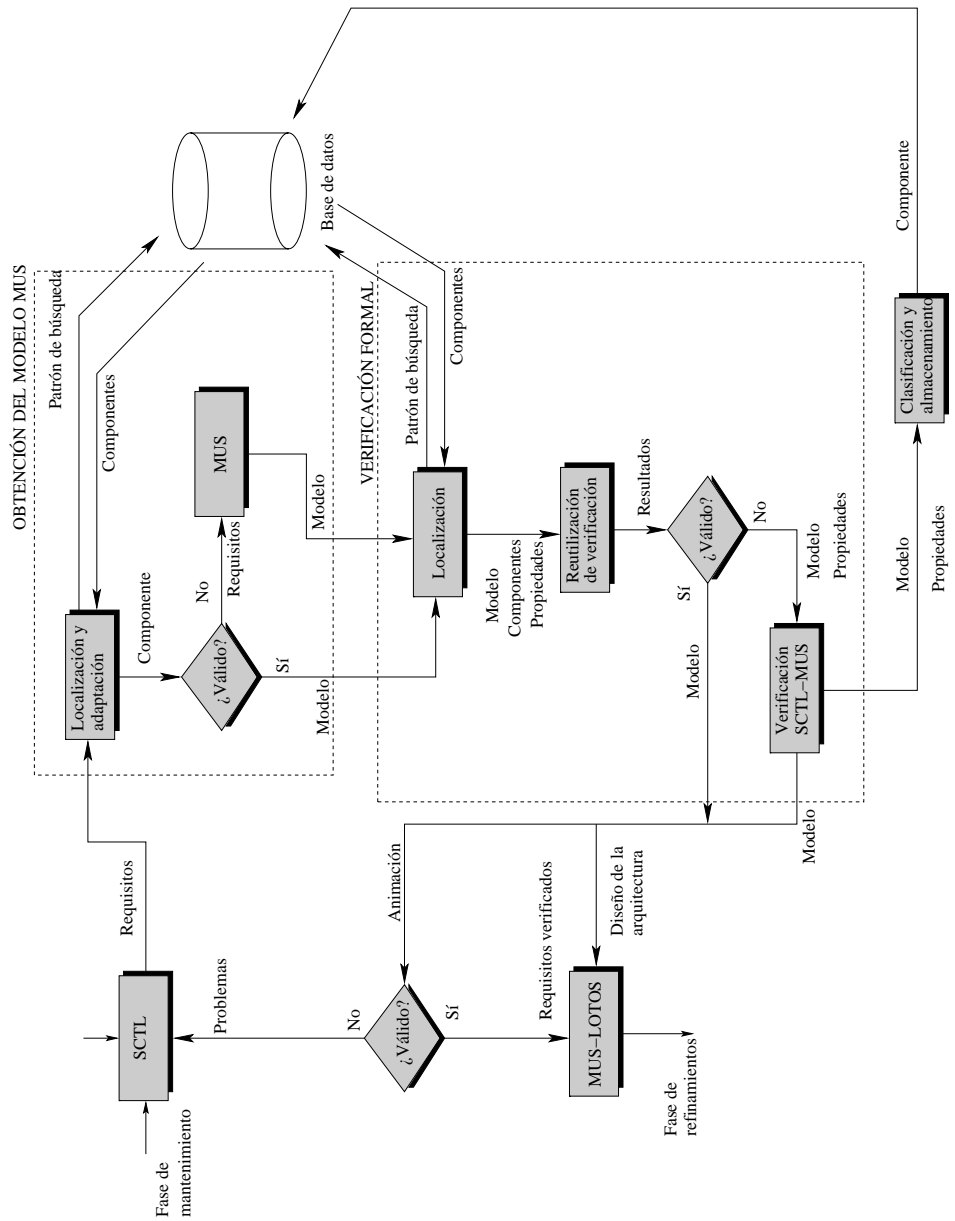 Fase de
mantenimiento
SCTL
Requisitos
Problemas
No
¿Válido?
Sí
Animación
Requisitos verificados
MUS–LOTOS
Fase de
refinamientos
Diseño de la
arquitectura
OBTENCIÓN DEL MODELO MUS
Localización y
adaptación
Patrón de búsqueda
Componentes
Componente
¿Válido?
No
Requisitos
MUS
Sí
Modelo
Modelo
Base de datos
VERIFICACIÓN FORMAL
Localización
Patrón de búsqueda
Componentes
Modelo
Componentes
Propiedades
Reutilización
de verificación
Resultados
¿Válido?
Sí
No
Modelo
Modelo
Propiedades
Verificación
SCTL–MUS
Modelo
Modelo
Propiedades
Clasificación y
almacenamiento
Componente